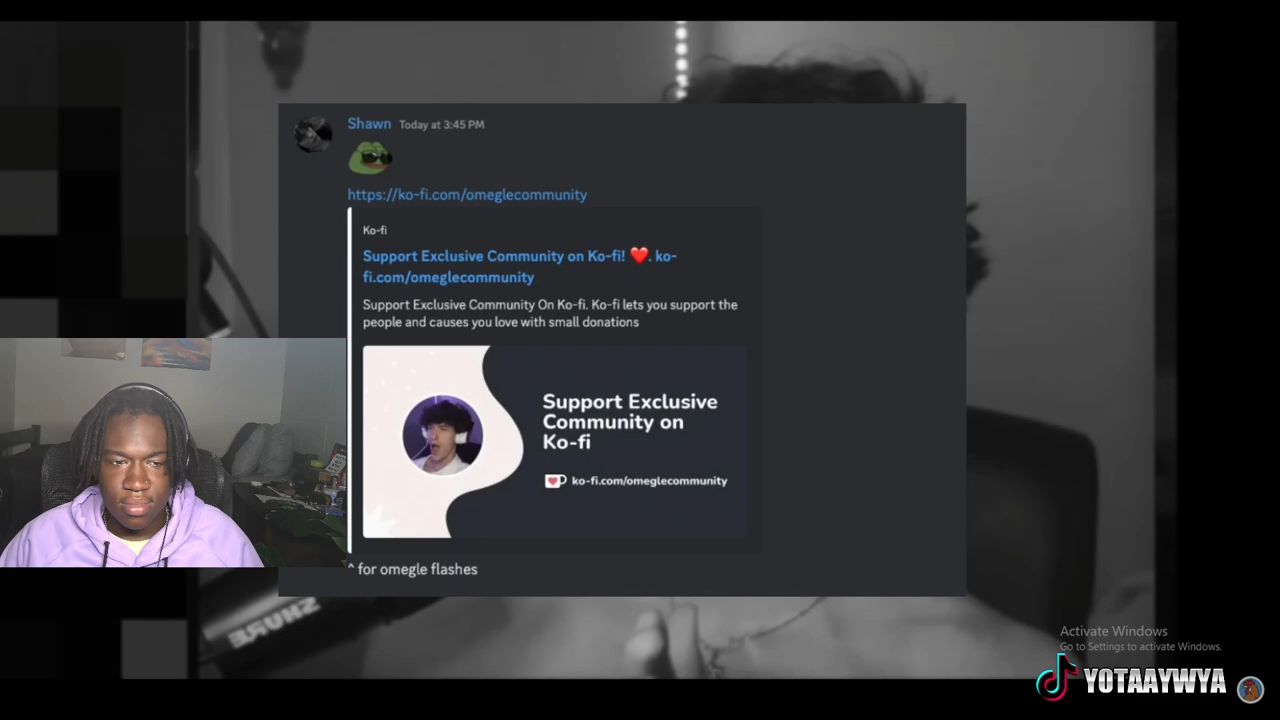 Shawn Today at 3:45 PM
https://ko-fi.com/omeglecommunity
Ko-fi
Support Exclusive Community on Ko-fi! ❤️. ko-
fi.com/omeglecommunity
Support Exclusive Community On Ko-fi. Ko-fi lets you support the
people and causes you love with small donations
Support Exclusive
Community on
Ko-fi
ko-fi.com/omeglecommunity
^ for omegle flashes
SHURE
Activate Windows
Go to Settings to activate Windows.
YOTAAYWYA